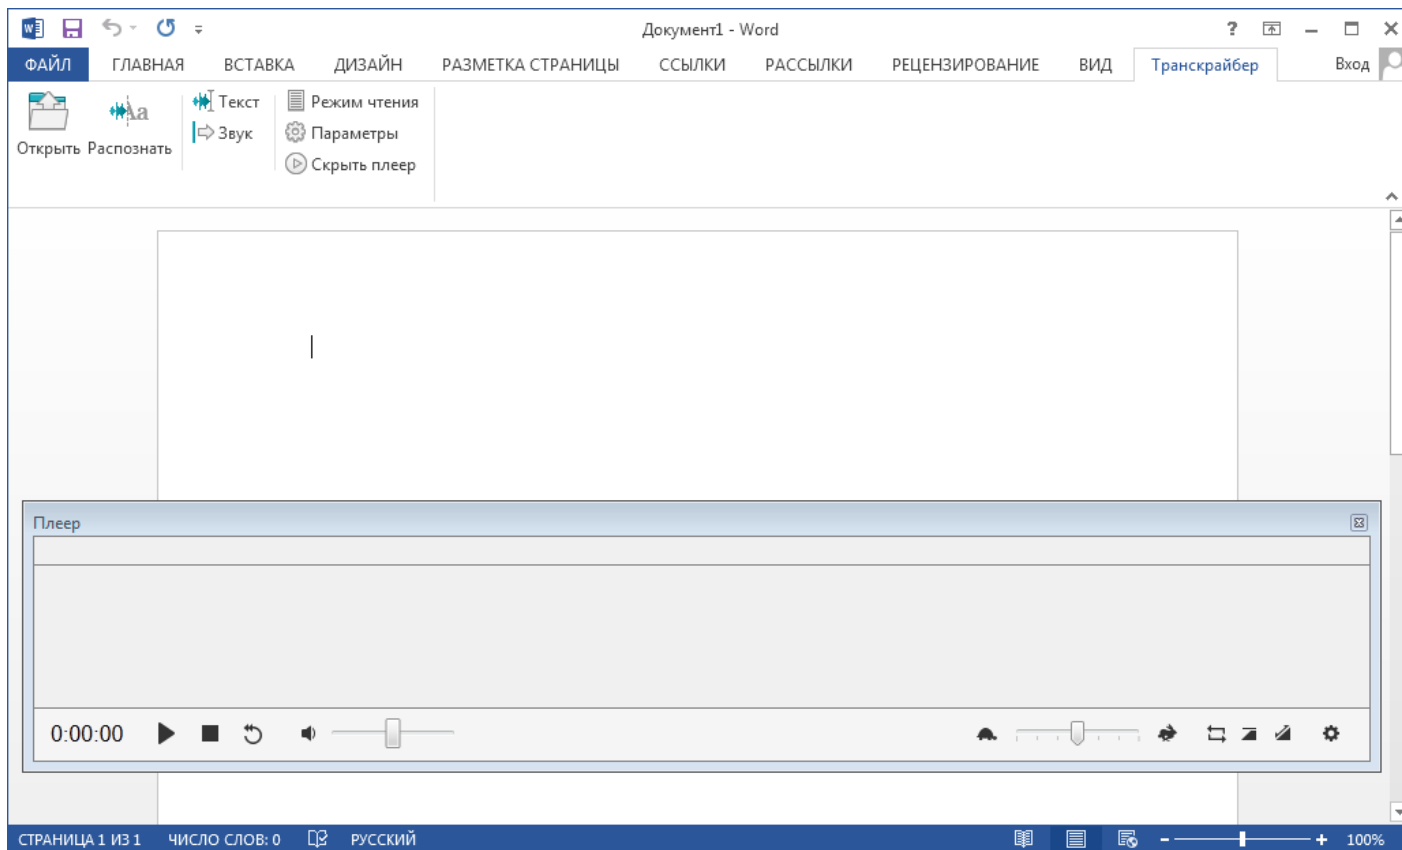 Документ1 - Word
ФАЙЛ ГЛАВНАЯ ВСТАВКА ДИЗАЙН РАЗМЕТКА СТРАНИЦЫ ССЫЛКИ РАССЫЛКИ РЕЦЕНЗИРОВАНИЕ ВИД Транскрайбер Вход
Открыть
Распознать
Текст
Звук
Режим чтения
Параметры
Скрыть плеер
Плеер
0:00:00
СТРАНИЦА 1 ИЗ 1 ЧИСЛО СЛОВ: 0 РУССКИЙ 100%